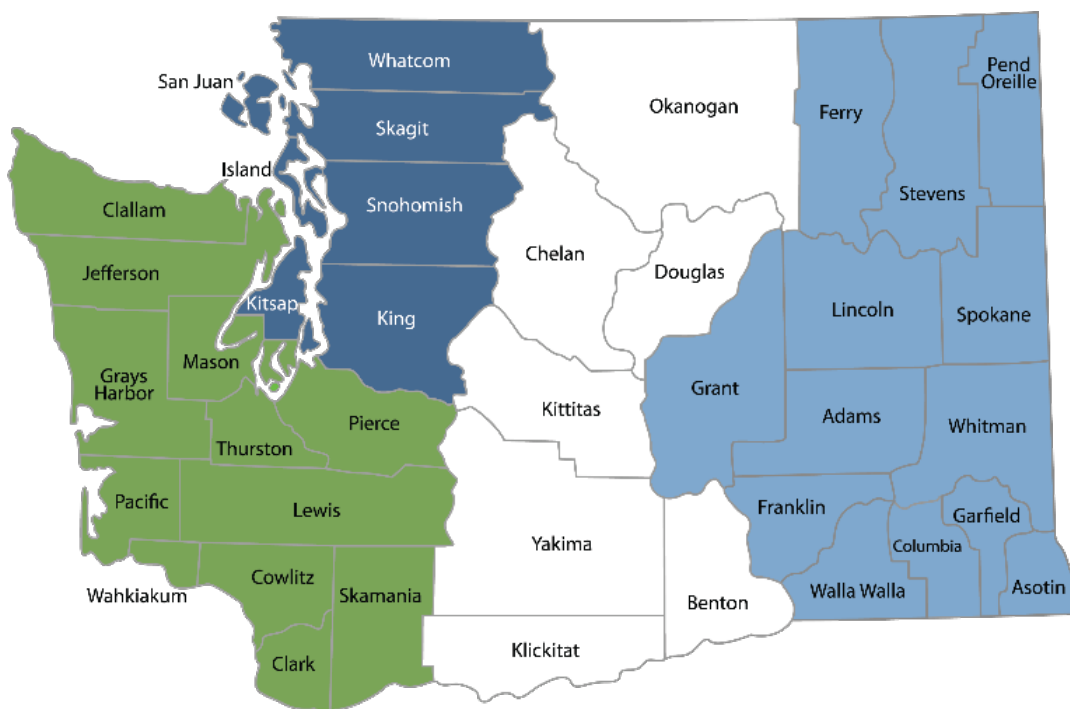 Whatcom
San Juan
Pend
Oreille
Okanogan
Ferry
Skagit
Island
Stevens
Snohomish
Clallam
Chelan
Douglas
Jefferson
Kitsap
King
Lincoln
Spokane
Mason
Grays
Harbor
Grant
Kittitas
Adams
Pierce
Whitman
Thurston
Pacific
Lewis
Franklin
Garfield
Yakima
Columbia
Cowlitz
Wahkiakum
Skamania
Benton
Walla Walla
Asotin
Klickitat
Clark